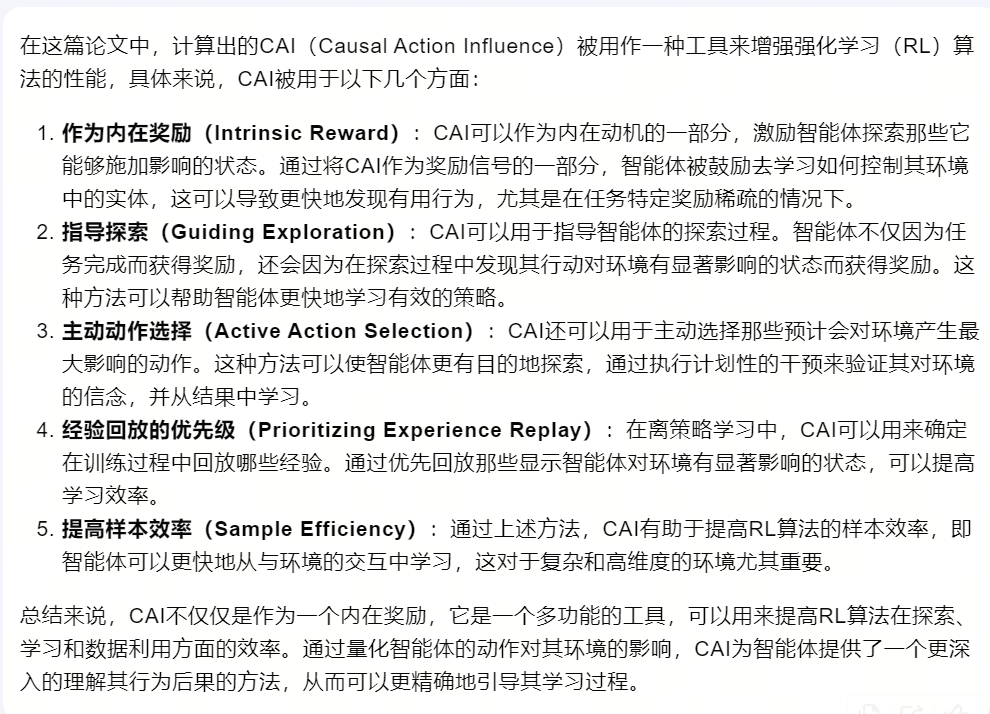 在这篇论文中，计算出的CAI（Causal Action Influence）被用作一种工具来增强强化学习（RL）算
法的性能，具体来说，CAI被用于以下几个方面：
1. 作为内在奖励（Intrinsic Reward）：CAI可以作为内在动机的一部分，激励智能体探索那些它
能够施加影响的状态。通过将CAI作为奖励信号的一部分，智能体被鼓励去学习如何控制其环境
中的实体，这可以导致更快地发现有用行为，尤其是在任务特定奖励稀疏的情况下。
2. 指导探索（Guiding Exploration）：CAI可以用于指导智能体的探索过程。智能体不仅因为任
务完成而获得奖励，还会因为在探索过程中发现其行动对环境有显著影响的状态而获得奖励。这
种方法可以帮助智能体更快地学习有效的策略。
3. 主动动作选择（Active Action Selection）：CAI还可以用于主动选择那些预计会对环境产生最
大影响的动作。这种方法可以使智能体更有目的地探索，通过执行计划性的干预来验证其对环境
的信念，并从结果中学习。
4. 经验回放的优先级（Prioritizing Experience Replay）：在离策略学习中，CAI可以用来确定
在训练过程中回放哪些经验。通过优先回放那些显示智能体对环境有显著影响的状态，可以提高
学习效率。
5. 提高样本效率（Sample Efficiency）：通过上述方法，CAI有助于提高RL算法的样本效率，即
智能体可以更快地从与环境的交互中学习，这对于复杂和高维度的环境尤其重要。
总结来说，CAI不仅仅是作为一个内在奖励，它是一个多功能的工具，可以用来提高RL算法在探索、
学习和数据利用方面的效率。通过量化智能体的动作对其环境的影响，CAI为智能体提供了一个更深
入的理解其行为后果的方法，从而可以更精确地引导其学习过程。